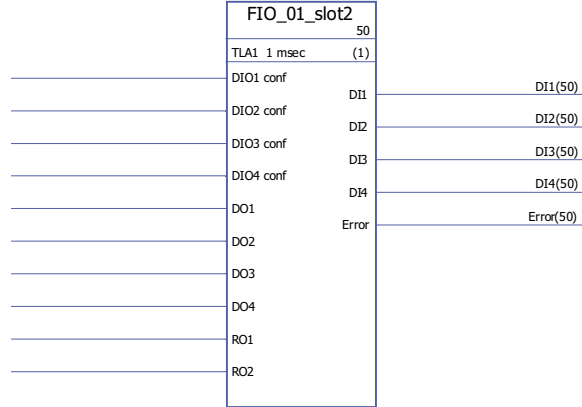 FIO_01_slot2
50
TLA1 1 msec (1)
DIO1 conf
DI1
DI1(50)
DIO2 conf
DI2
DI2(50)
DIO3 conf
DI3
DI3(50)
DIO4 conf
DI4
DI4(50)
DO1
Error
Error(50)
DO2
DO3
DO4
RO1
RO2